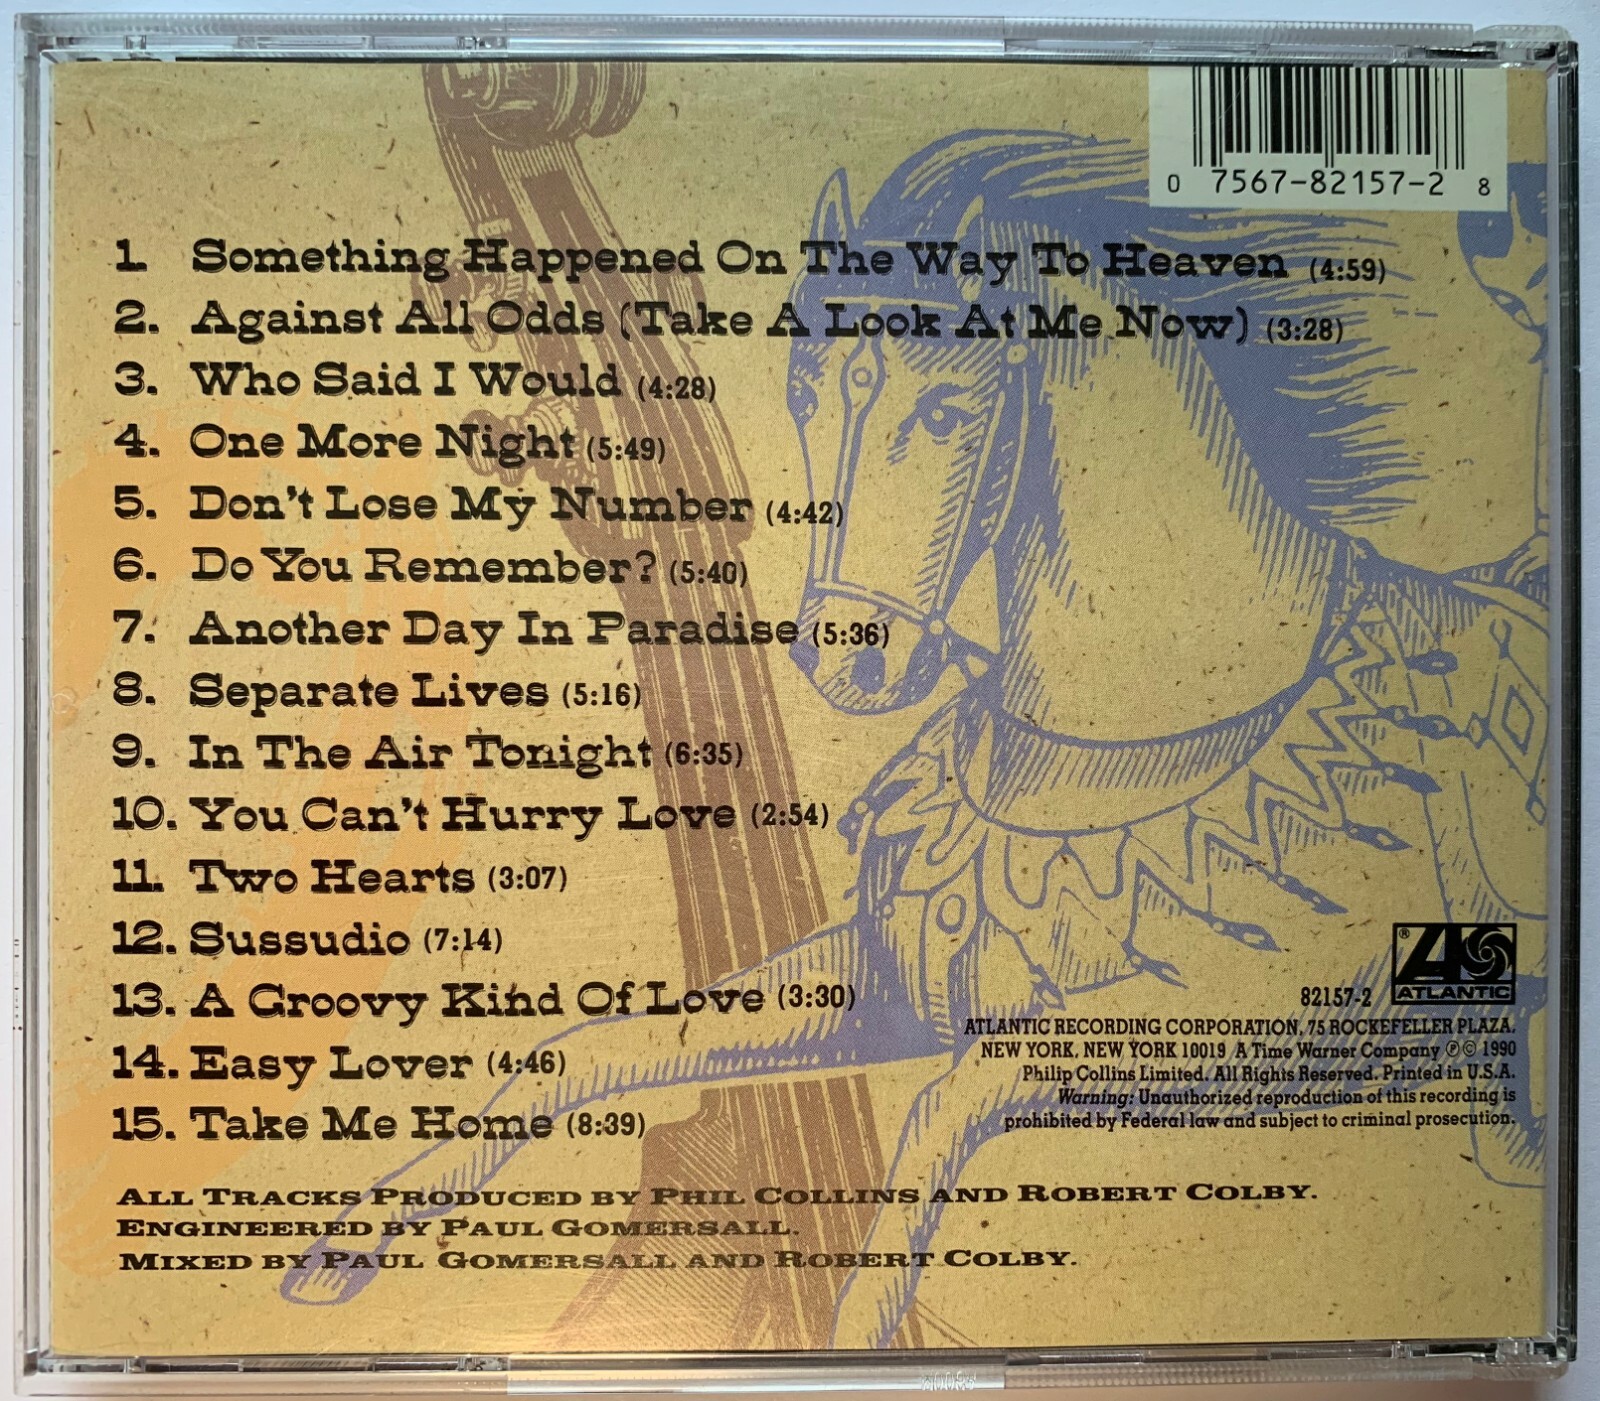 0 7567-82157-2 8
1. Something Happened On The Way To Heaven (4:59)
2. Against All Odds (Take A Look At Me Now) (3:28)
3. Who Said I Would (4:28)
4. One More Night (5:49)
5. Don't Lose My Number (4:42)
6. Do You Remember? (5:40)
7. Another Day In Paradise (5:36)
8. Separate Lives (5:16)
9. In The Air Tonight (6:35)
10. You Can't Hurry Love (2:54)
11. Two Hearts (3:07)
12. Sussudio (7:14)
13. A Groovy Kind Of Love (3:30)
14. Easy Lover (4:46)
15. Take Me Home (8:39)
® ATLANTIC
82157-2
ATLANTIC RECORDING CORPORATION, 75 ROCKEFELLER PLAZA,
NEW YORK, NEW YORK 10019 A Time Warner Company ℗© 1990
Philip Collins Limited. All Rights Reserved. Printed in U.S.A.
Warning: Unauthorized reproduction of this recording is
prohibited by Federal law and subject to criminal prosecution.
ALL TRACKS PRODUCED BY PHIL COLLINS AND ROBERT COLBY.
ENGINEERED BY PAUL GOMERSALL.
MIXED BY PAUL GOMERSALL AND ROBERT COLBY.